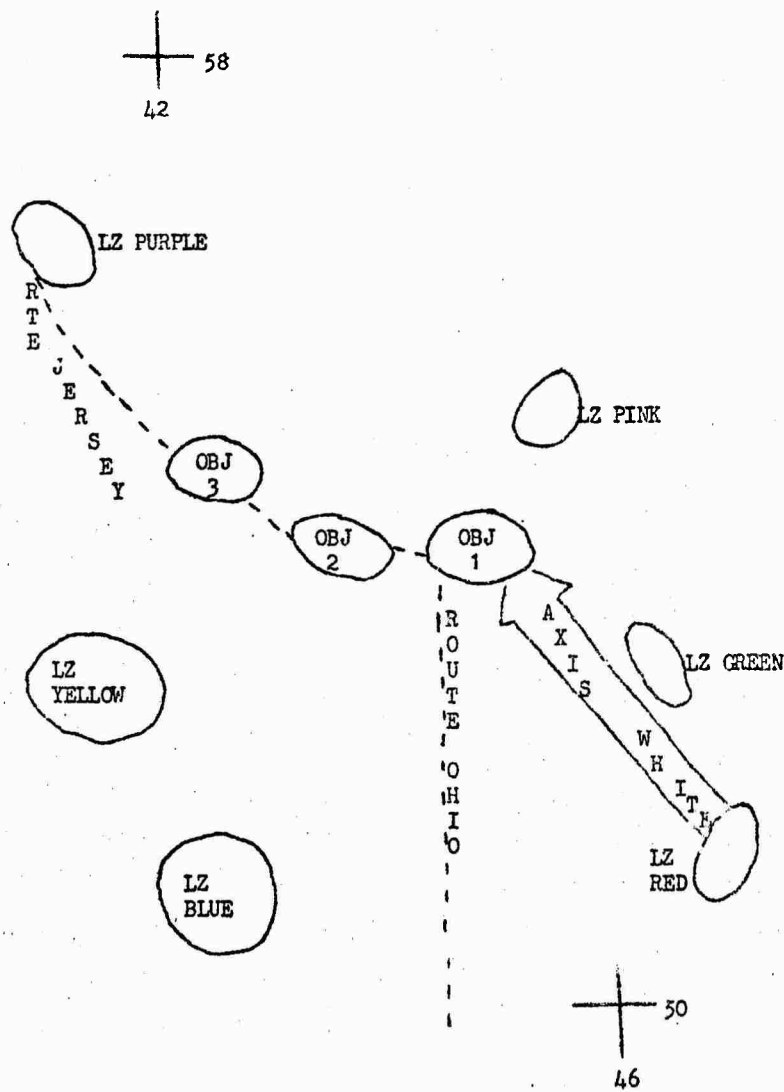 58
42
LZ PURPLE
RTE JERSEY
LZ PINK
OBJ
3
OBJ
2
OBJ
1
AXIS WHITE
ROUTE OHIO
LZ GREEN
LZ
YELLOW
LZ
RED
LZ
BLUE
50
46